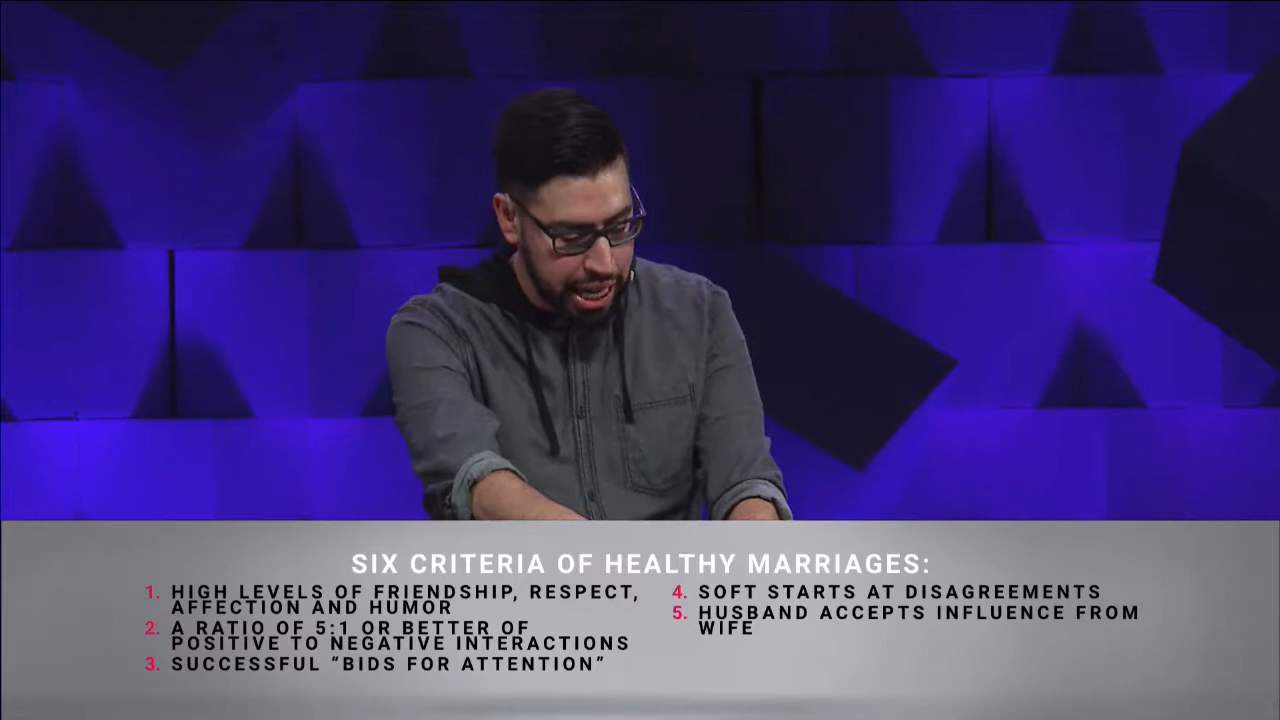 SIX CRITERIA OF HEALTHY MARRIAGES:
1. HIGH LEVELS OF FRIENDSHIP, RESPECT,
AFFECTION AND HUMOR
2. A RATIO OF 5:1 OR BETTER OF
POSITIVE TO NEGATIVE INTERACTIONS
3. SUCCESSFUL “BIDS FOR ATTENTION”
4. SOFT STARTS AT DISAGREEMENTS
5. HUSBAND ACCEPTS INFLUENCE FROM
WIFE